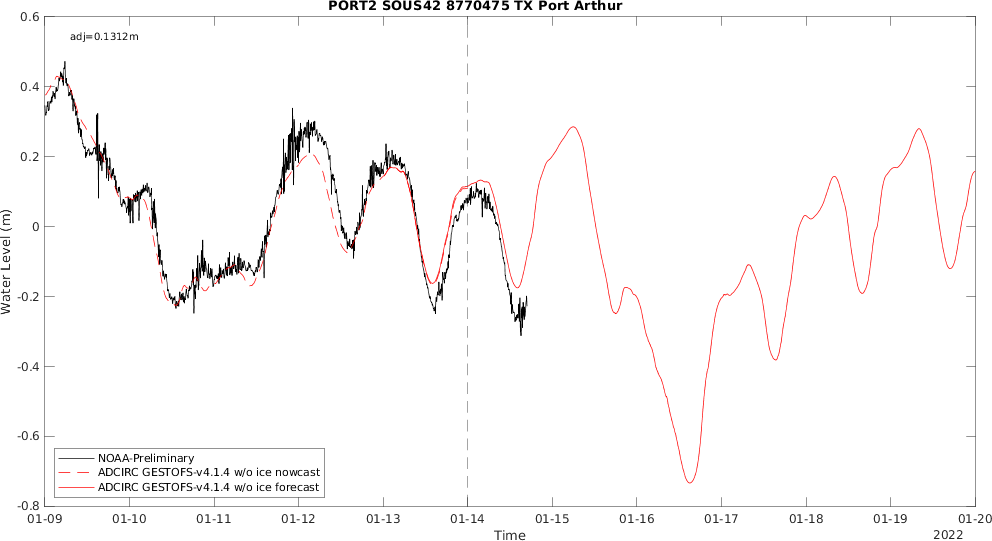 PORT2 SOUS42 8770475 TX Port Arthur
adj=0.1312m
0.6
0.4
0.2
0
-0.2
-0.4
-0.6
-0.8
Water Level (m)
NOAA-Preliminary
ADCIRC GESTOFS-v4.1.4 w/o ice nowcast
ADCIRC GESTOFS-v4.1.4 w/o ice forecast
01-09 01-10 01-11 01-12 01-13 01-14 01-15 01-16 01-17 01-18 01-19 01-20
Time
2022